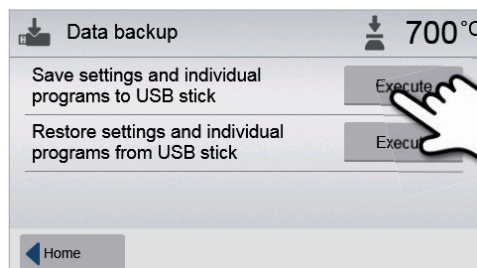 Data backup
700°C
Save settings and individual
programs to USB stick
Execute
Restore settings and individual
programs from USB stick
Home